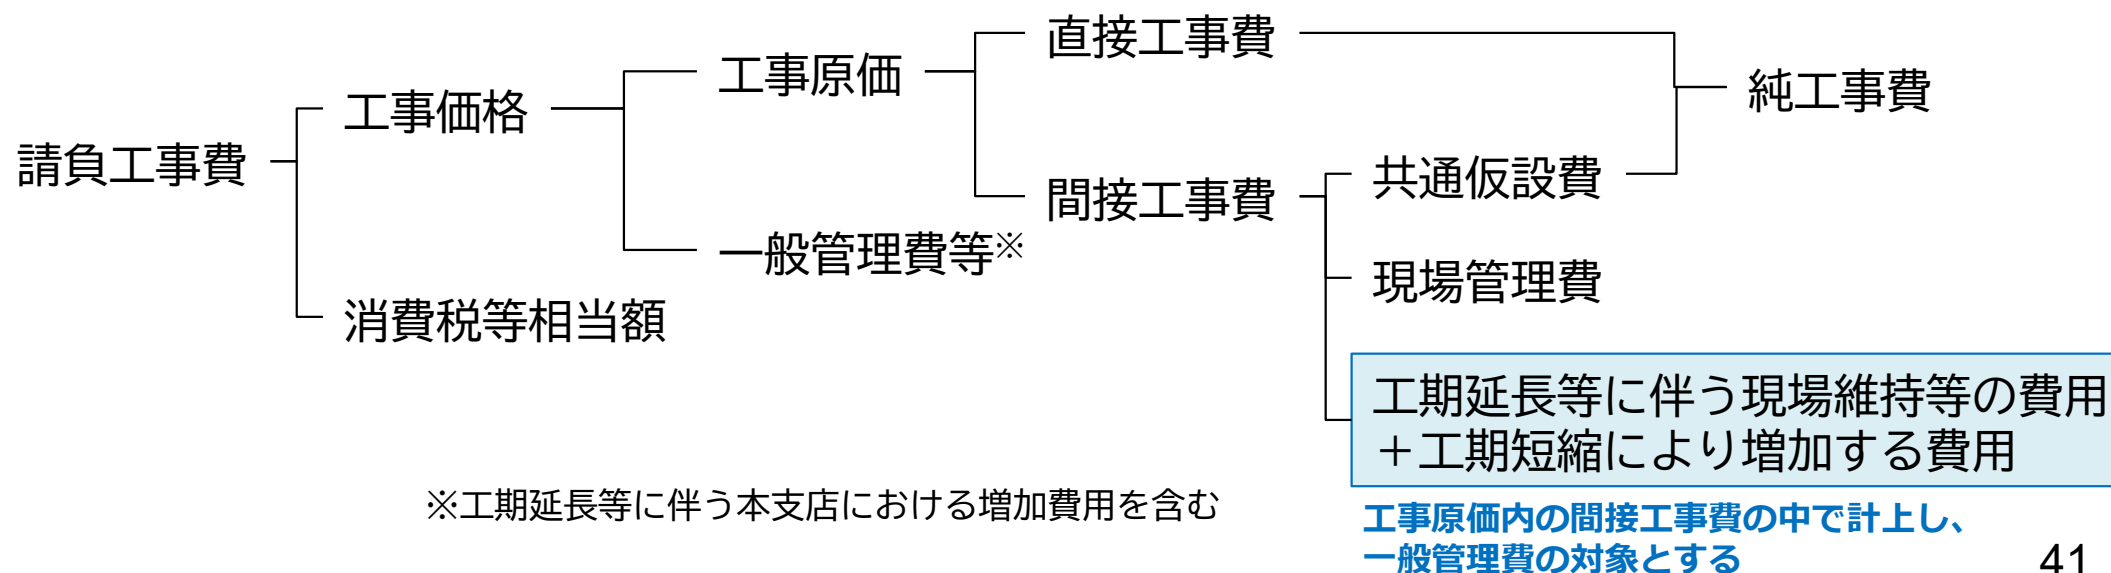 直接工事費
工事原価
純工事費
工事価格
請負工事費
共通仮設費
間接工事費
一般管理費等※
現場管理費
消費税等相当額
工期延長等に伴う現場維持等の費用
＋工期短縮により増加する費用
※工期延長等に伴う本支店における増加費用を含む
工事原価内の間接工事費の中で計上し、
一般管理費の対象とする
41